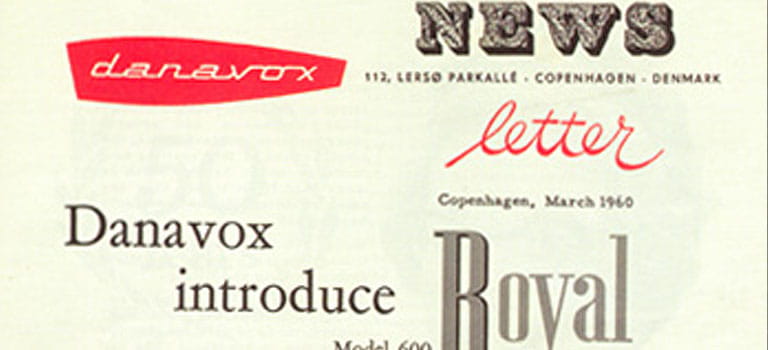 danavox
NEWS
112, LERSØ PARKALLÉ - COPENHAGEN - DENMARK
letter
Copenhagen, March 1960
Danavox
introduce
Royal
Model 600